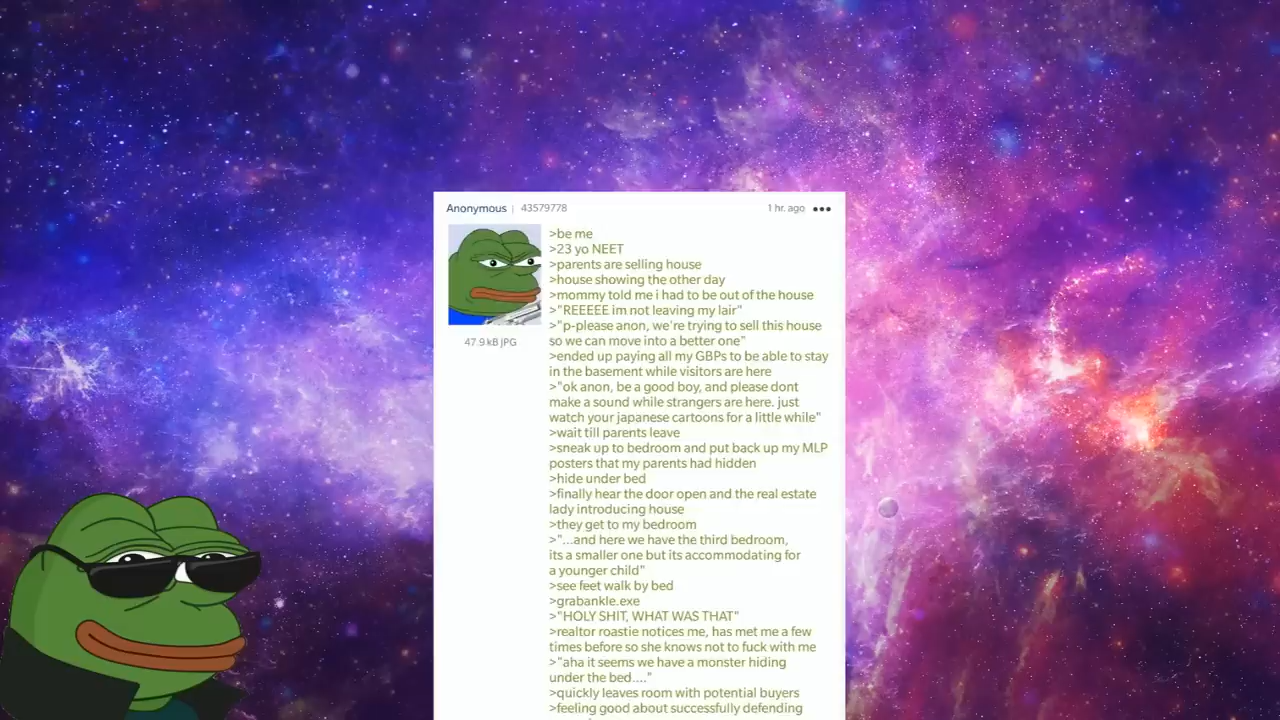 Anonymous | 43579778 1 hr. ago
>be me
>23 yo NEET
>parents are selling house
>house showing the other day
>mommy told me i had to be out of the house
>"REEEEE im not leaving my lair"
>"p-please anon, we're trying to sell this house
so we can move into a better one"
>ended up paying all my GBPs to be able to stay
in the basement while visitors are here
>"ok anon, be a good boy, and please dont
make a sound while strangers are here. just
watch your japanese cartoons for a little while"
>wait till parents leave
>sneak up to bedroom and put back up my MLP
posters that my parents had hidden
>hide under bed
>finally hear the door open and the real estate
lady introducing house
>they get to my bedroom
>"...and here we have the third bedroom,
its a smaller one but its accommodating for
a younger child"
>see feet walk by bed
>grabankle.exe
>"HOLY SHIT, WHAT WAS THAT"
>realtor roastie notices me, has met me a few
times before so she knows not to fuck with me
>"aha it seems we have a monster hiding
under the bed...."
>quickly leaves room with potential buyers
>feeling good about successfully defending
47.9 kB JPG